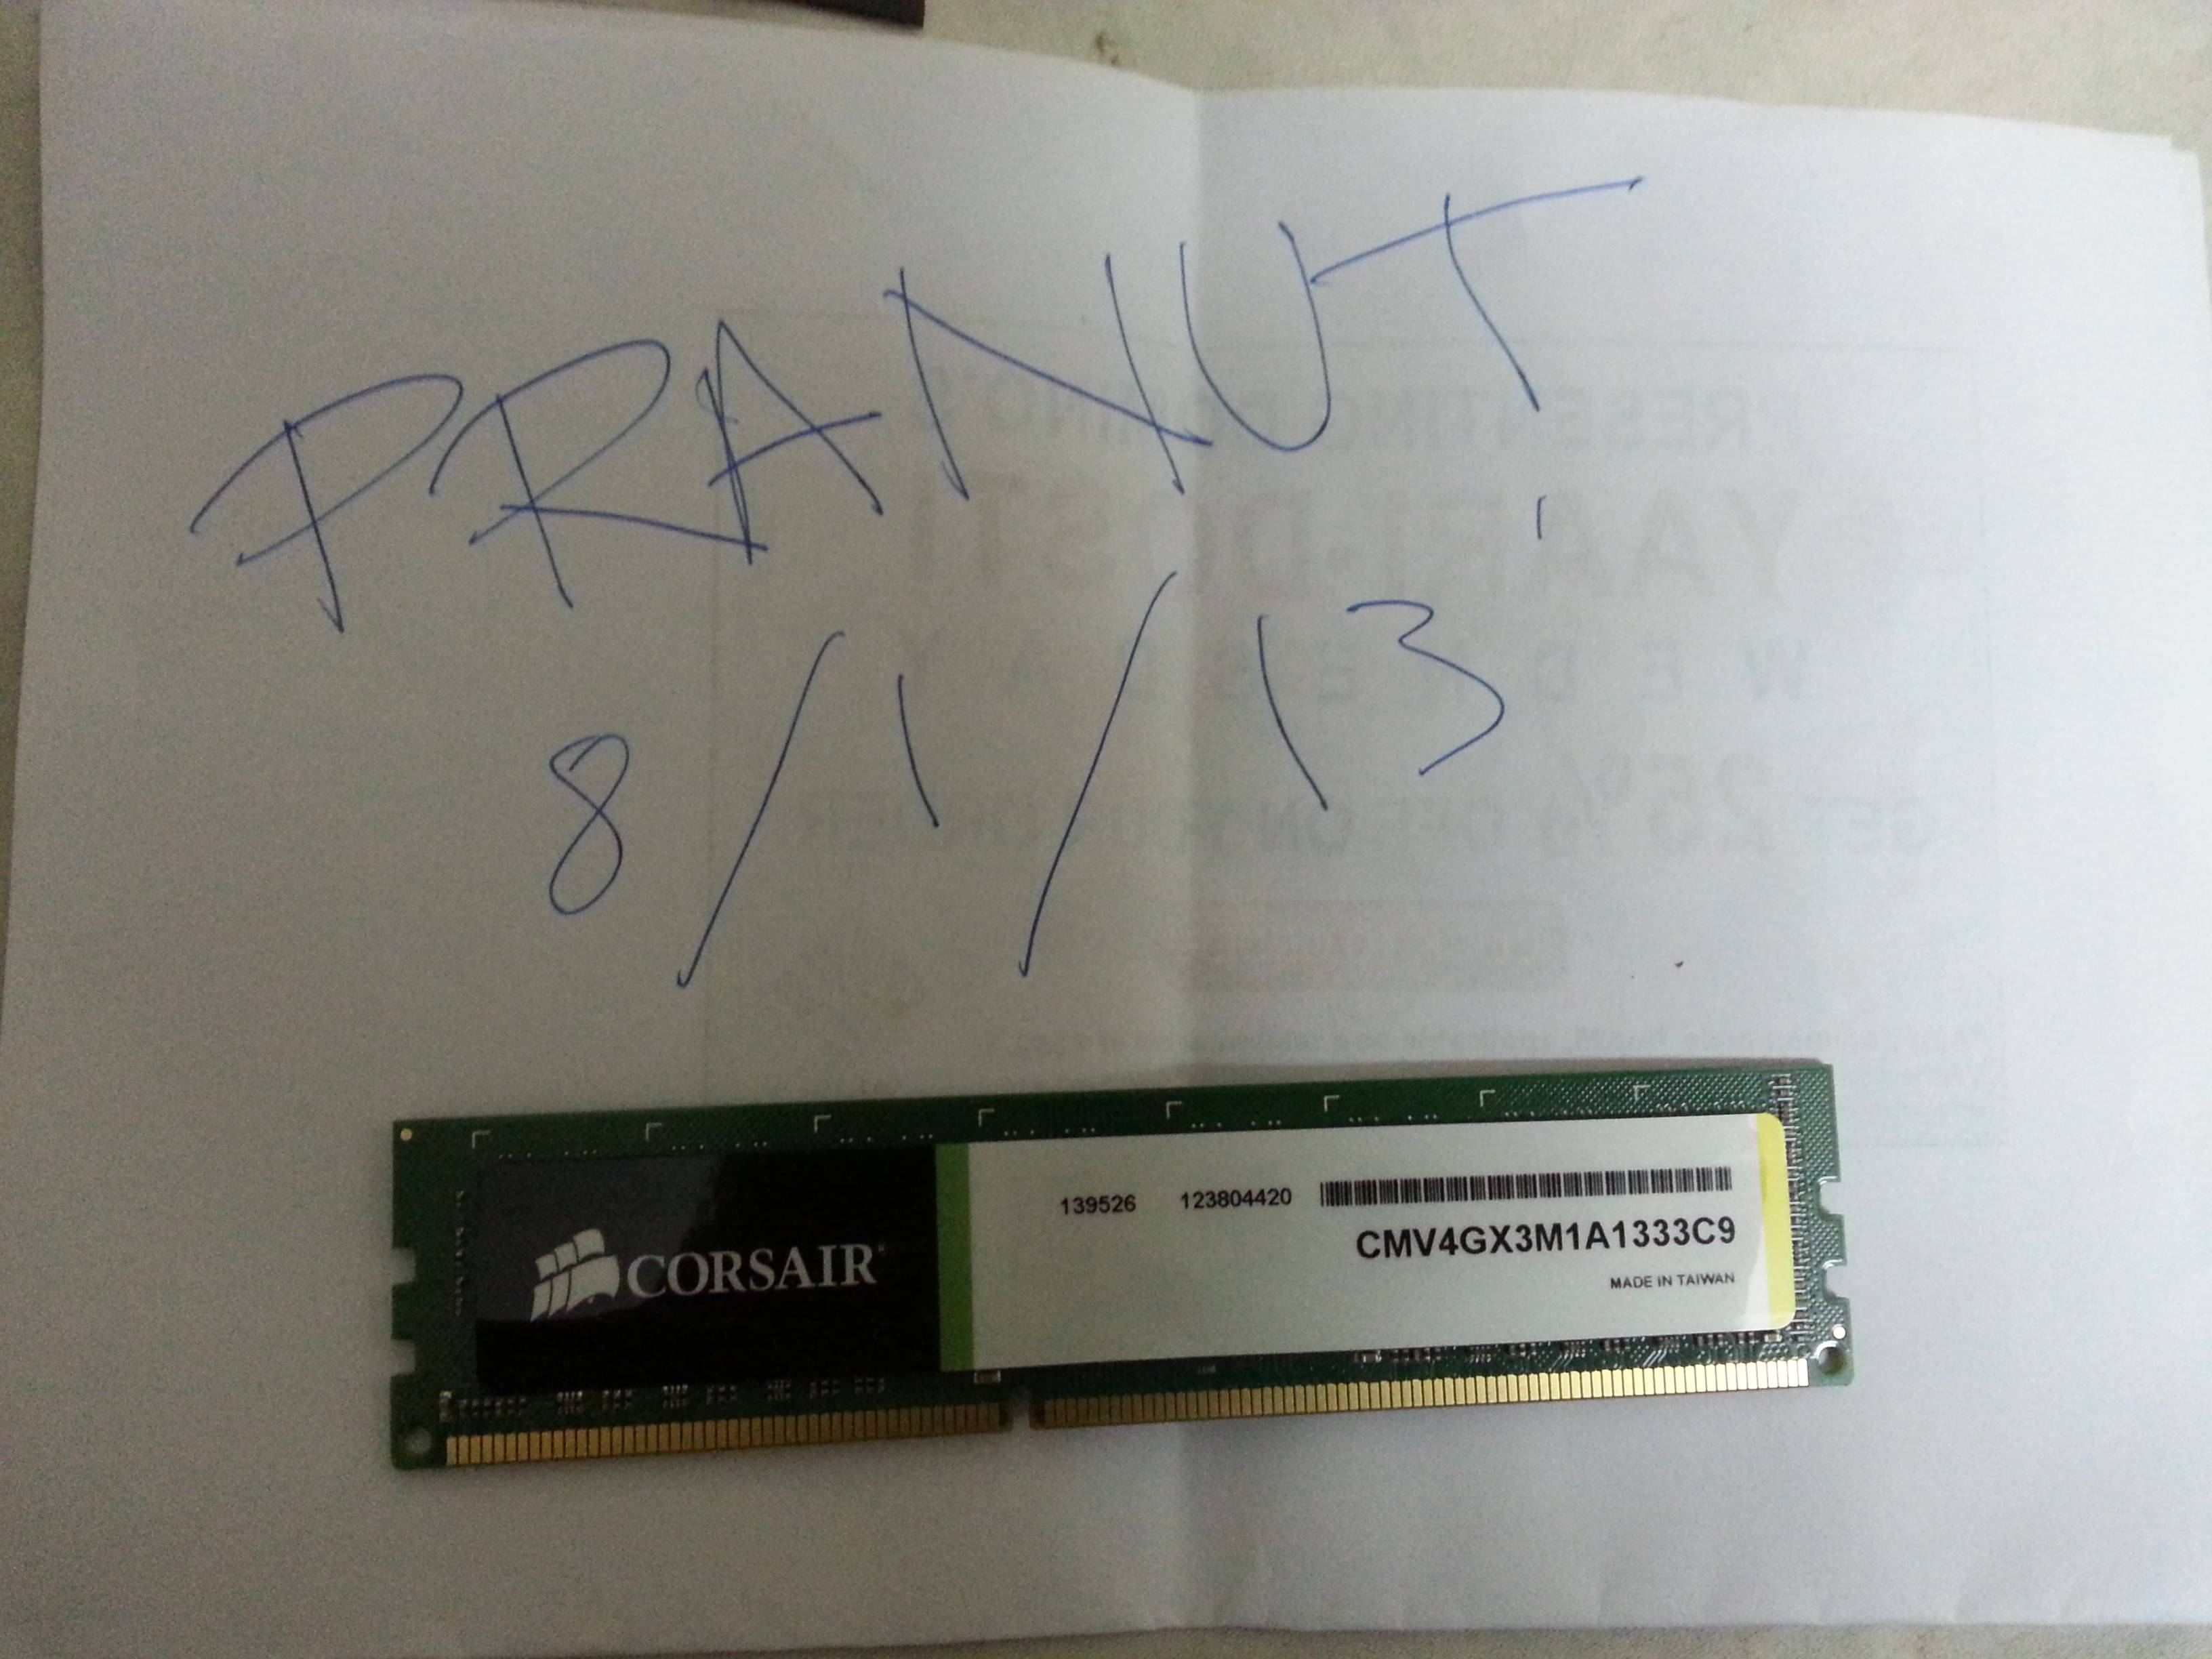 PRANUT
8/1/13
CORSAIR
139526 123804420
CMV4GX3M1A1333C9
MADE IN TAIWAN